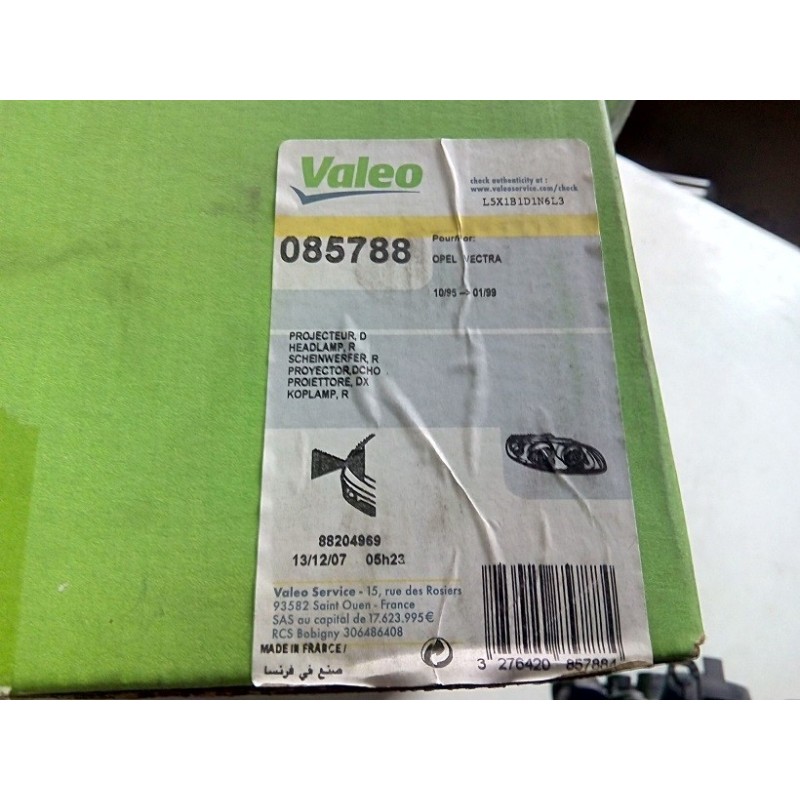 Valeo
check authenticity at :
www.valeoservice.com/check
L5X1B1D1N6L3
085788
Pour/For:
OPEL VECTRA
10/95 -> 01/99
PROJECTEUR, D
HEADLAMP, R
SCHEINWERFER, R
PROYECTOR,DCHO
PROIETTORE, DX
KOPLAMP, R
88204969
13/12/07 05h23
Valeo Service - 15, rue des Rosiers
93582 Saint Ouen - France
SAS au capital de 17.623.995€
RCS Bobigny 306486408
MADE IN FRANCE /
صنع في فرنسا
3 276420 857884